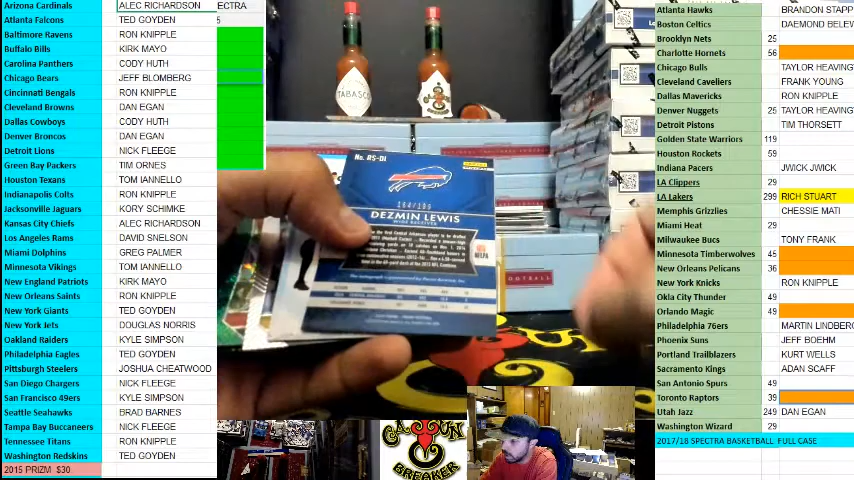 Arizona Cardinals ALEC RICHARDSON ECTRA
Atlanta Falcons TED GOYDEN 5
Baltimore Ravens RON KNIPPLE
Buffalo Bills KIRK MAYO
Carolina Panthers CODY HUTH
Chicago Bears JEFF BLOMBERG
Cincinnati Bengals RON KNIPPLE
Cleveland Browns DAN EGAN
Dallas Cowboys CODY HUTH
Denver Broncos DAN EGAN
Detroit Lions NICK FLEEGE
Green Bay Packers TIM ORNES
Houston Texans TOM IANNELLO
Indianapolis Colts RON KNIPPLE
Jacksonville Jaguars KORY SCHIMKE
Kansas City Chiefs ALEC RICHARDSON
Los Angeles Rams DAVID SNELSON
Miami Dolphins GREG PALMER
Minnesota Vikings TOM IANNELLO
New England Patriots KIRK MAYO
New Orleans Saints RON KNIPPLE
New York Giants TED GOYDEN
New York Jets DOUGLAS NORRIS
Oakland Raiders KYLE SIMPSON
Philadelphia Eagles TED GOYDEN
Pittsburgh Steelers JOSHUA CHEATWOOD
San Diego Chargers NICK FLEEGE
San Francisco 49ers KYLE SIMPSON
Seattle Seahawks BRAD BARNES
Tampa Bay Buccaneers NICK FLEEGE
Tennessee Titans RON KNIPPLE
Washington Redskins TED GOYDEN
2015 PRIZM $30
TABASCO
No. RS-DL
DEZMIN LEWIS
WIDE RECEIVER
NFLPA
CAJUN
BREAKER
Atlanta Hawks BRANDON STAPP
Boston Celtics DAEMOND BELEW
Brooklyn Nets 25
Charlotte Hornets 56
Chicago Bulls TAYLOR HEAVING
Cleveland Caveliers FRANK YOUNG
Dallas Mavericks RON KNIPPLE
Denver Nuggets 25 TAYLOR HEAVING
Detroit Pistons TIM THORSETT
Golden State Warriors 119
Houston Rockets 59
Indiana Pacers JWICK JWICK
LA Clippers 29
LA Lakers 299 RICH STUART
Memphis Grizzlies CHESSIE MATI
Miami Heat 29
Milwaukee Bucs TONY FRANK
Minnesota Timberwolves 45
New Orleans Pelicans 36
New York Knicks RON KNIPPLE
Okla City Thunder 49
Orlando Magic 49
Philadelphia 76ers MARTIN LINDBERG
Phoenix Suns JEFF BOEHM
Portland Trailblazers KURT WELLS
Sacramento Kings ADAN SCAFF
San Antonio Spurs 49
Toronto Raptors 39
Utah Jazz 249 DAN EGAN
Washington Wizard 29
2017/18 SPECTRA BASKETBALL FULL CASE